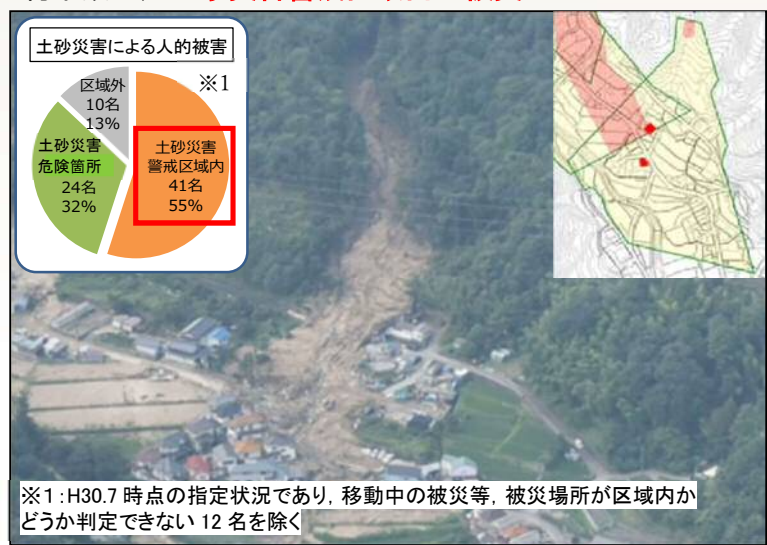 土砂災害による人的被害
※1
区域外
10名
13%
土砂災害
危険箇所
24名
32%
土砂災害
警戒区域内
41名
55%
※1:H30.7 時点の指定状況であり, 移動中の被災等, 被災場所が区域内か
どうか判定できない 12 名を除く